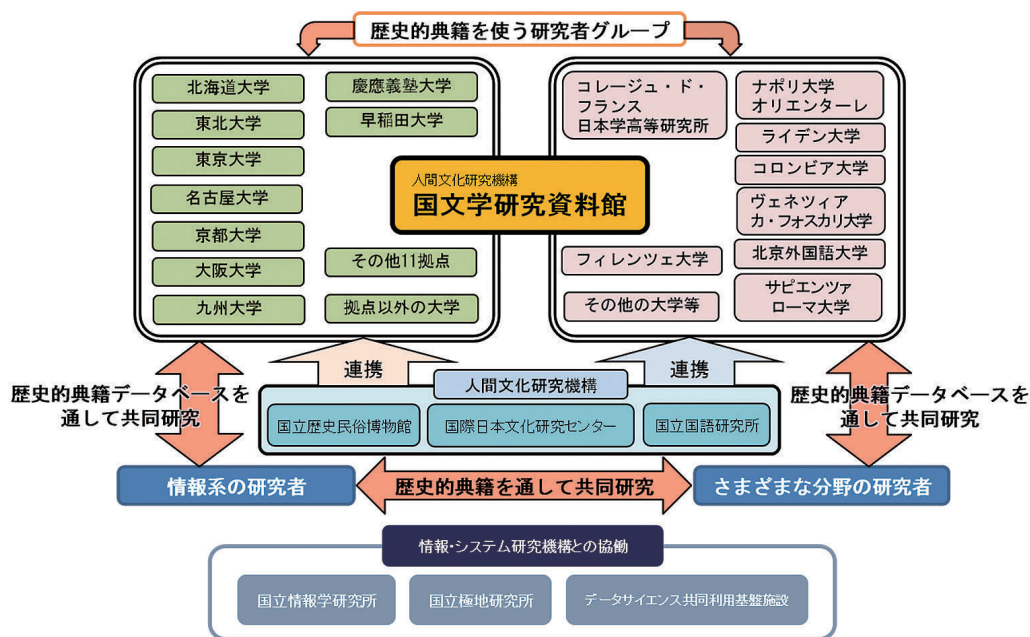 歴史的典籍を使う研究者グループ
北海道大学
東北大学
東京大学
名古屋大学
京都大学
大阪大学
九州大学
慶應義塾大学
早稲田大学
その他11拠点
拠点以外の大学
人間文化研究機構
国文学研究資料館
コレージュ・ド・
フランス
日本学高等研究所
フィレンツェ大学
その他の大学等
ナポリ大学
オリエンターレ
ライデン大学
コロンビア大学
ヴェネツィア
カ・フォスカリ大学
北京外国語大学
サピエンツァ
ローマ大学
歴史的典籍データベースを
通して共同研究
連携
連携
歴史的典籍データベースを
通して共同研究
人間文化研究機構
国立歴史民俗博物館
国際日本文化研究センター
国立国語研究所
情報系の研究者
歴史的典籍を通して共同研究
さまざまな分野の研究者
情報・システム研究機構との協働
国立情報学研究所
国立極地研究所
データサイエンス共同利用基盤施設